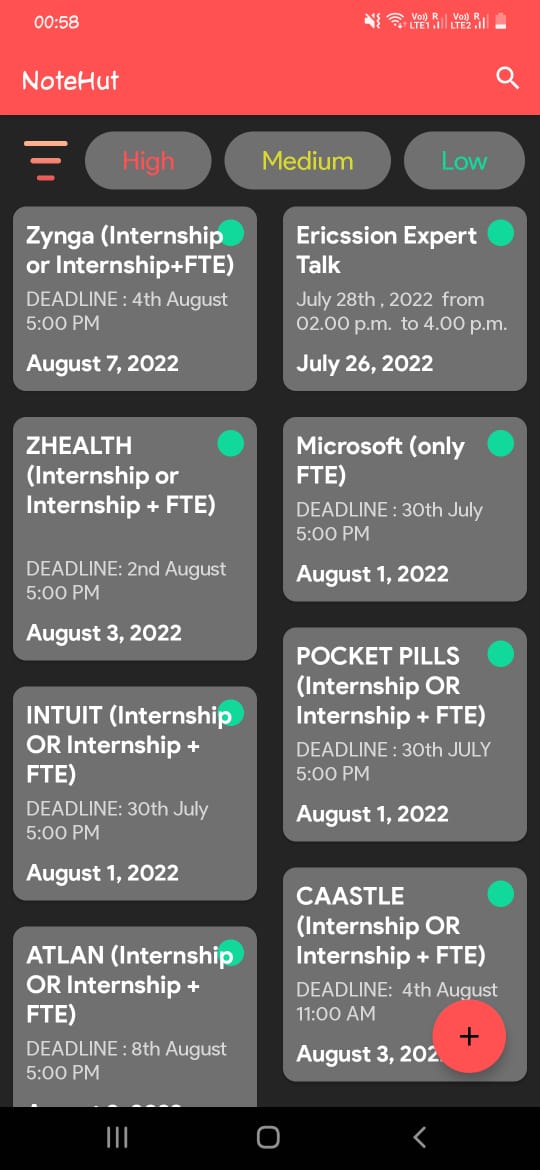 00:58
Vo)) R Vo)) R
LTE1 LTE2
NoteHut
High Medium Low
Zynga (Internship
or Internship+FTE)
DEADLINE : 4th August
5:00 PM
August 7, 2022
Ericssion Expert
Talk
July 28th , 2022 from
02.00 p.m. to 4.00 p.m.
July 26, 2022
ZHEALTH
(Internship or
Internship + FTE)
DEADLINE: 2nd August
5:00 PM
August 3, 2022
Microsoft (only
FTE)
DEADLINE : 30th July
5:00 PM
August 1, 2022
INTUIT (Internship
OR Internship +
FTE)
DEADLINE: 30th July
5:00 PM
August 1, 2022
POCKET PILLS
(Internship OR
Internship + FTE)
DEADLINE : 30th JULY
5:00 PM
August 1, 2022
ATLAN (Internship
OR Internship +
FTE)
DEADLINE : 8th August
5:00 PM
CAASTLE
(Internship OR
Internship + FTE)
DEADLINE: 4th August
11:00 AM
August 3, 202
+